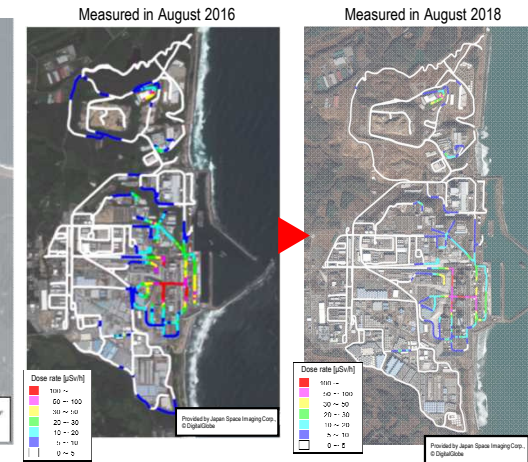 Measured in August 2016
Measured in August 2018
Dose rate [μSv/h]
100 ~
50 ~ 100
30 ~ 50
20 ~ 30
10 ~ 20
5 ~ 10
0 ~ 5
Provided by Japan Space Imaging Corp.,
© DigitalGlobe
Dose rate [μSv/h]
100 ~
50 ~ 100
30 ~ 50
20 ~ 30
10 ~ 20
5 ~ 10
0 ~ 5
Provided by Japan Space Imaging Corp.,
© DigitalGlobe